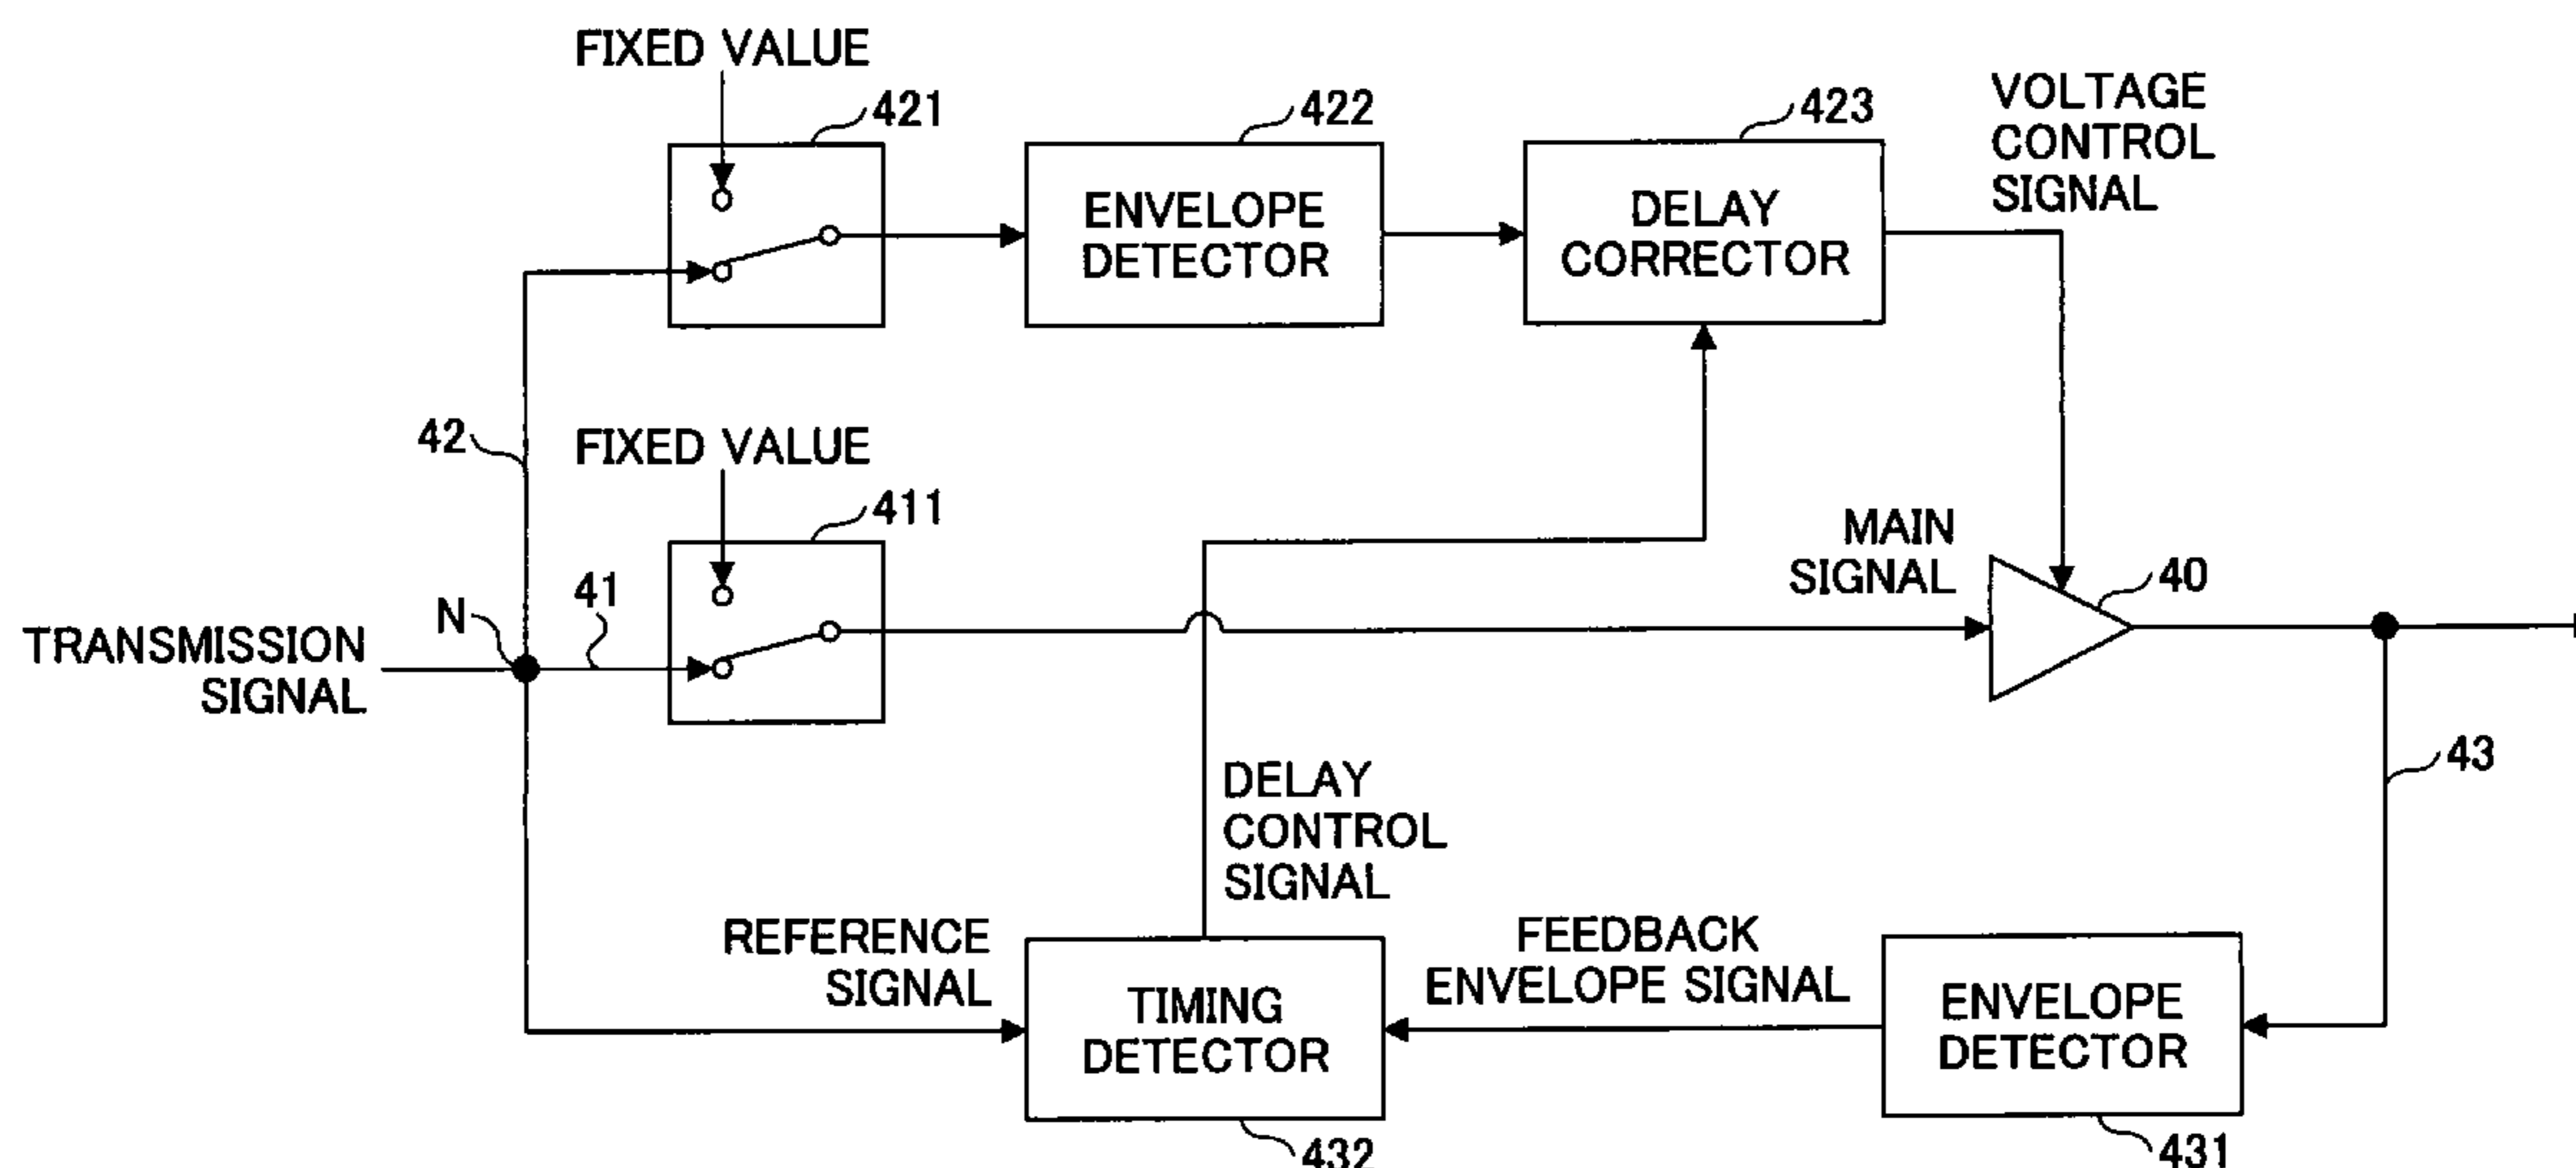 FIXED VALUE
421
422
423
VOLTAGE
CONTROL
SIGNAL
ENVELOPE
DETECTOR
DELAY
CORRECTOR
42
FIXED VALUE
411
MAIN
SIGNAL
40
N
41
TRANSMISSION
SIGNAL
43
DELAY
CONTROL
SIGNAL
REFERENCE
SIGNAL
FEEDBACK
ENVELOPE SIGNAL
TIMING
DETECTOR
ENVELOPE
DETECTOR
432
431